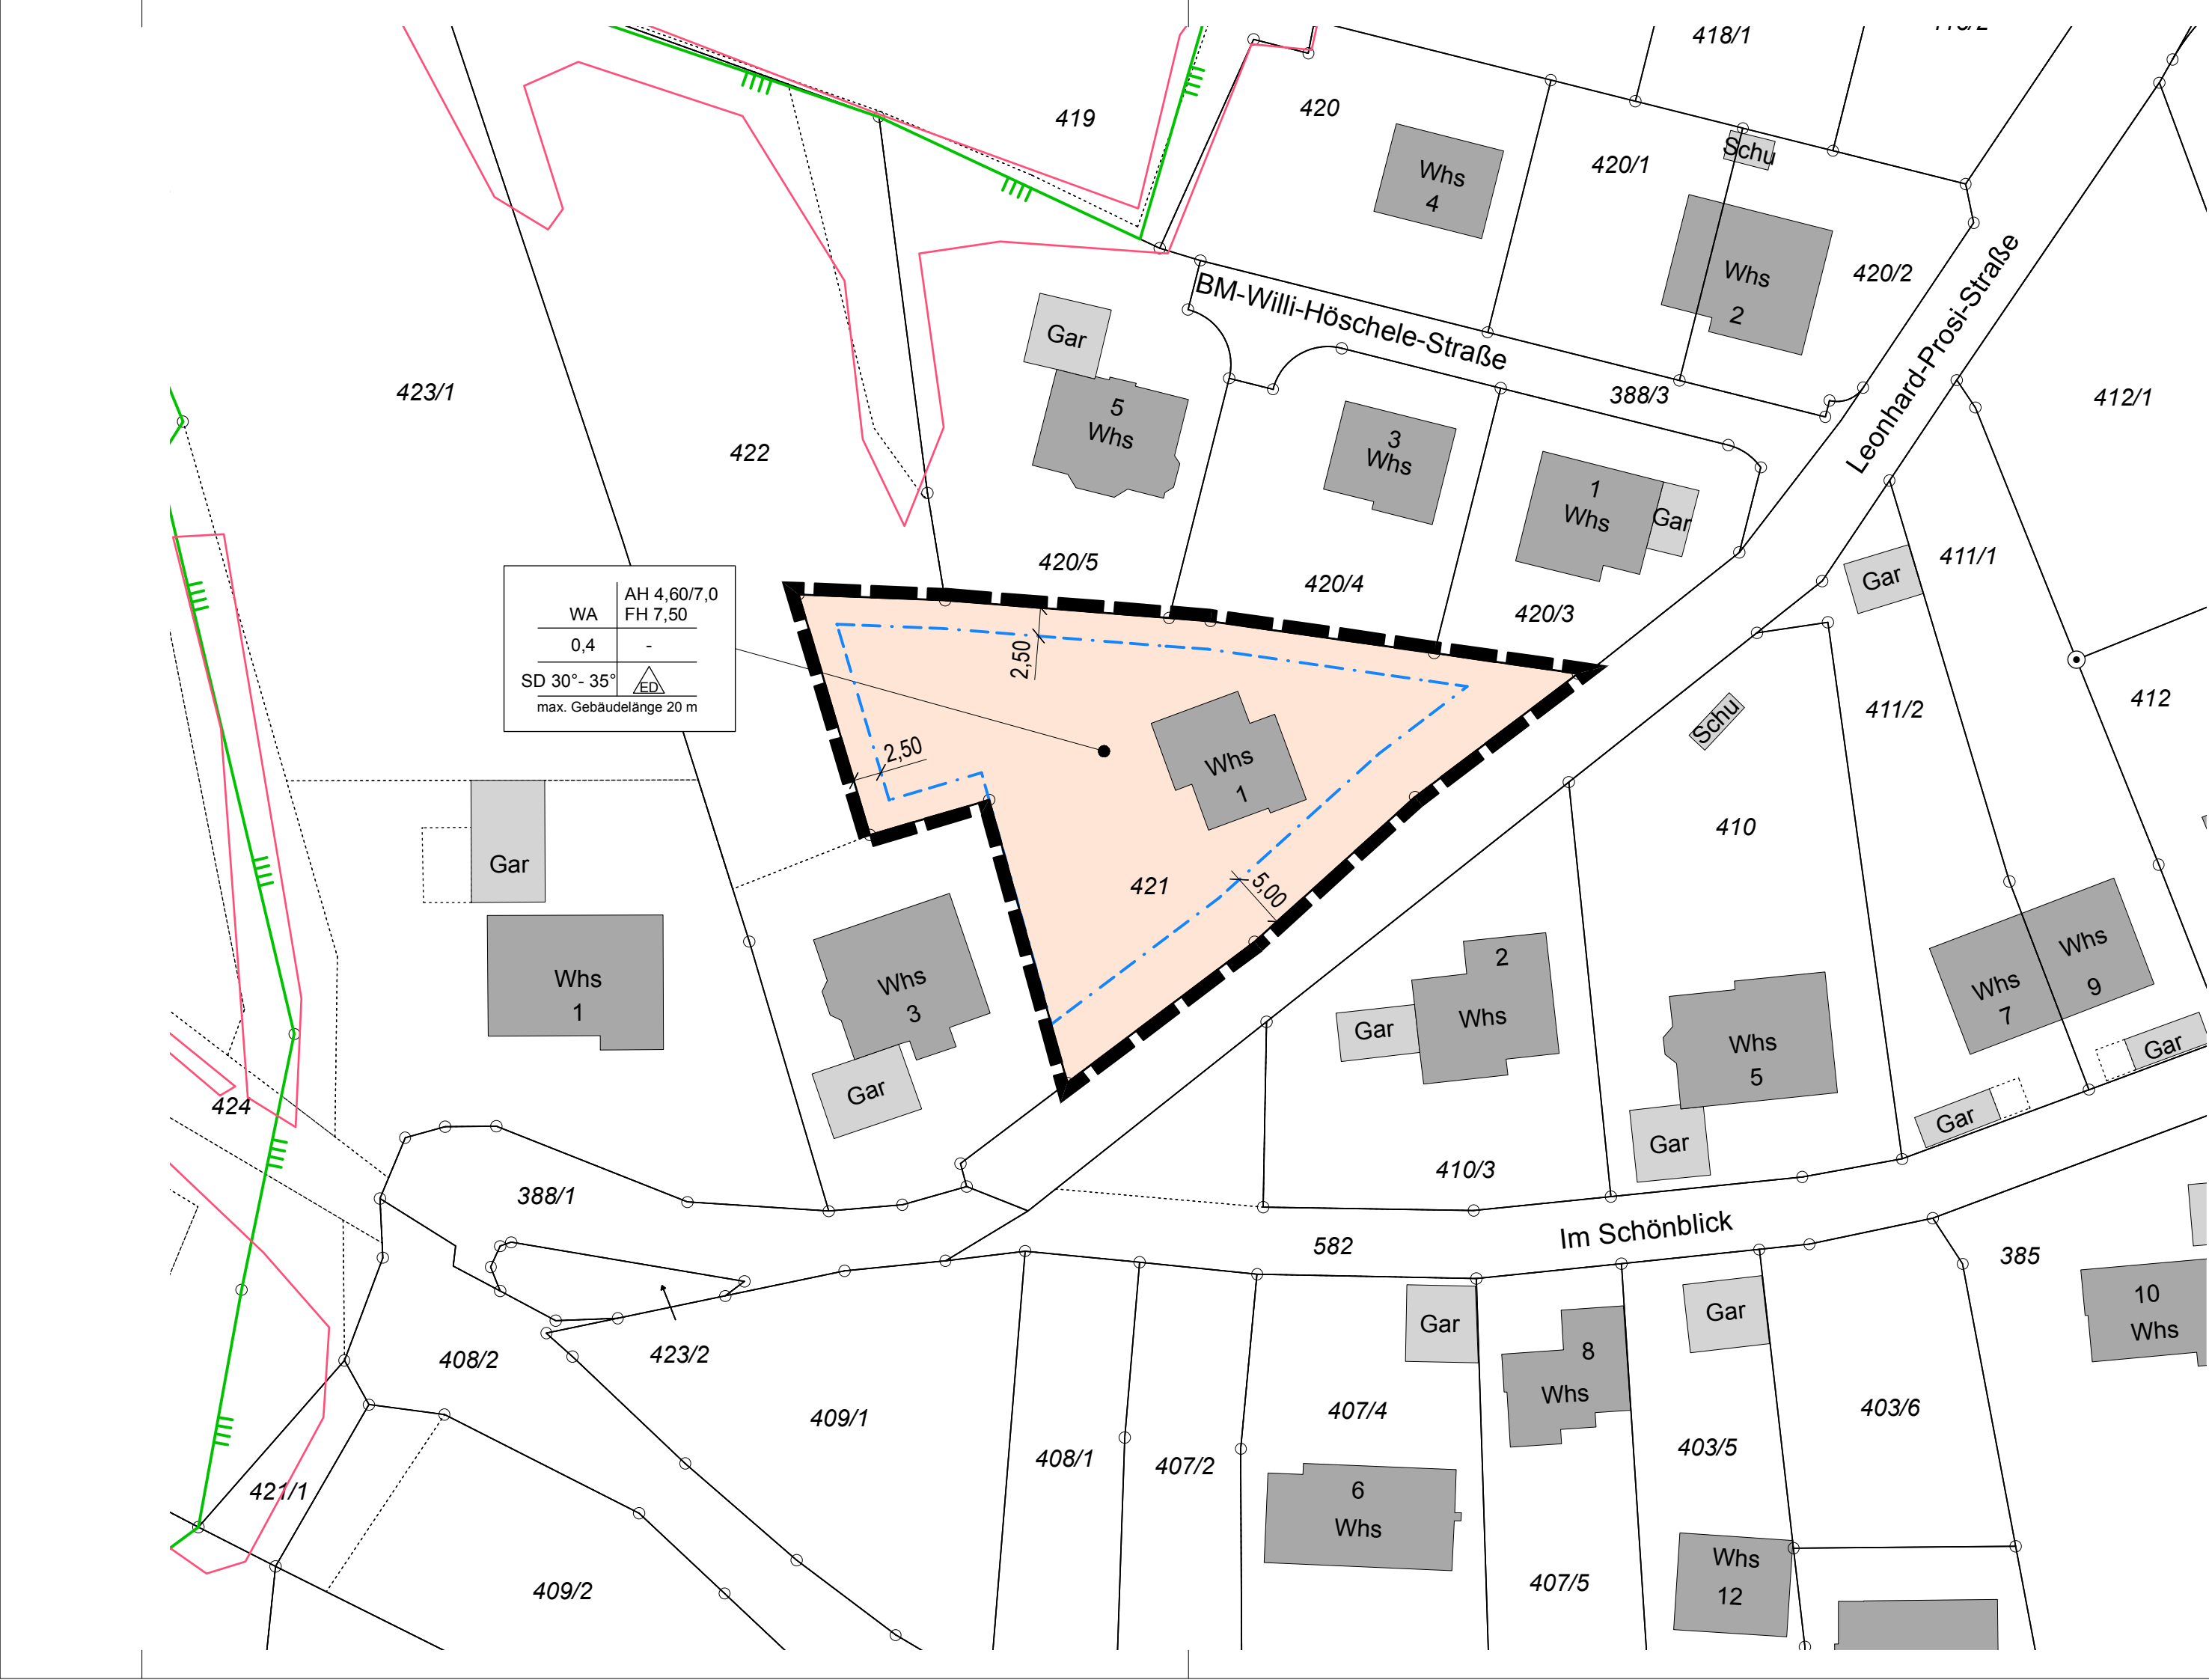 418/1
419
420
420/1
Schu
Whs
4
Whs
2
420/2
BM-Willi-Höschele-Straße
Leonhard-Prosi-Straße
Gar
388/3
412/1
423/1
422
5
Whs
3
Whs
1
Whs
Gar
420/5
420/4
420/3
Gar
411/1
WA
AH 4,60/7,0
FH 7,50
0,4
-
SD 30°- 35°
ED
max. Gebäudelänge 20 m
2,50
2,50
Whs
1
Schu
411/2
412
410
Gar
421
5,00
Whs
1
Whs
3
Gar
2
Whs
Gar
Whs
5
Gar
Whs
7
Whs
9
Gar
Gar
424
388/1
410/3
Im Schönblick
582
385
423/2
408/2
409/1
408/1
407/2
407/4
Gar
8
Whs
Gar
403/5
403/6
10
Whs
421/1
409/2
6
Whs
407/5
Whs
12